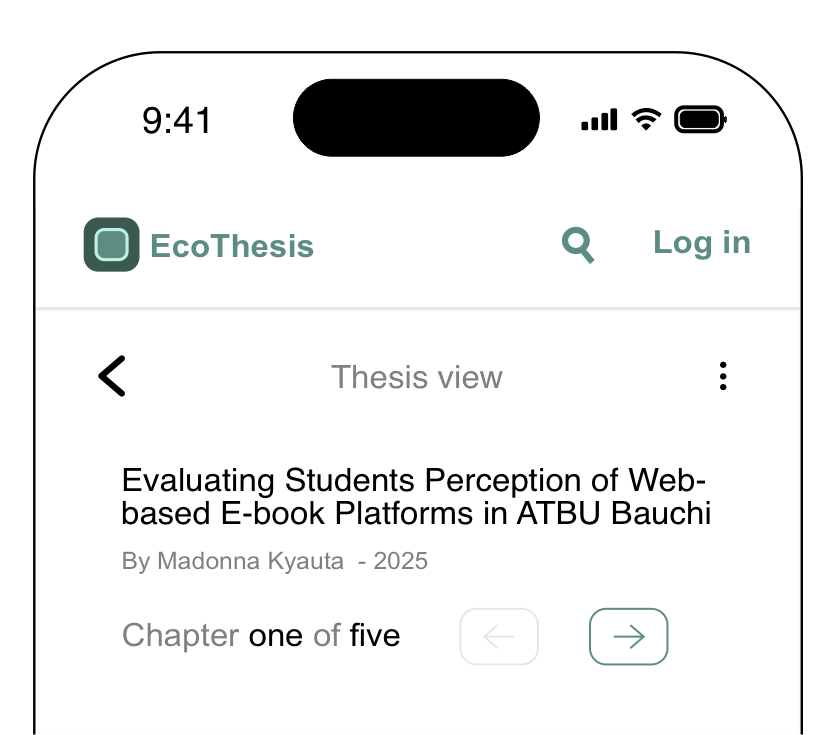 9:41
EcoThesis
Log in
Thesis view
Evaluating Students Perception of Web-
based E-book Platforms in ATBU Bauchi
By Madonna Kyauta - 2025
Chapter one of five